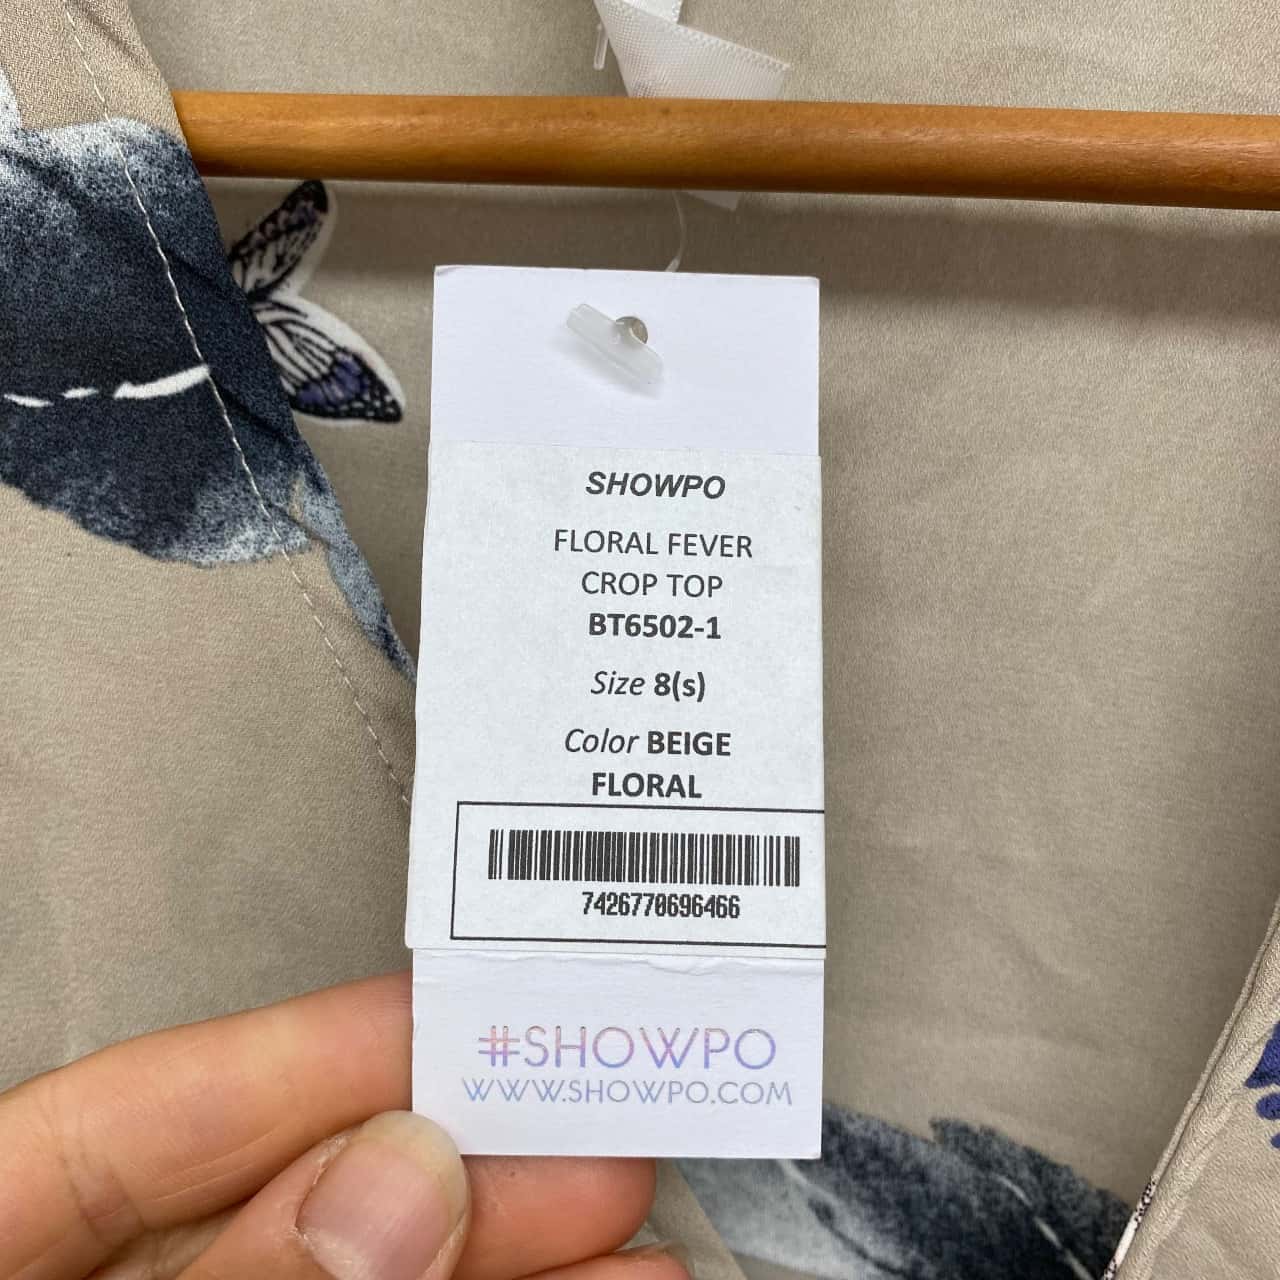 SHOWPO
FLORAL FEVER
CROP TOP
BT6502-1
Size 8(s)
Color BEIGE
FLORAL
7426770696466
#SHOWPO
WWW.SHOWPO.COM